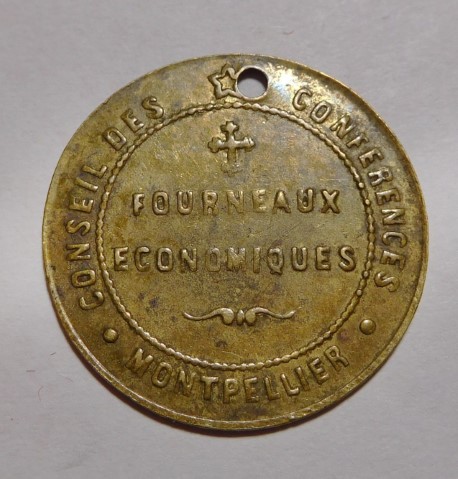 CONSEIL DES CONFERENCES
FOURNEAUX
ECONOMIQUES
MONTPELLIER